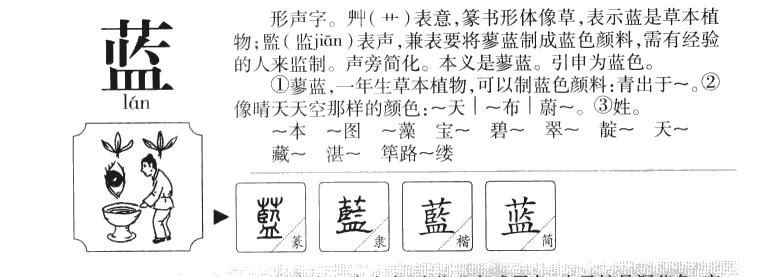 蓝
lán
形声字。艸(艹)表意,篆书形体像草,表示蓝是草本植
物;監(监jiān)表声,兼表要将蓼蓝制成蓝色颜料,需有经验
的人来监制。声旁简化。本义是蓼蓝。引申为蓝色。
①蓼蓝,一年生草本植物,可以制蓝色颜料:青出于～。②
像晴天天空那样的颜色:～天|～布|蔚～。③姓。
～本 ～图 ～藻 宝～ 碧～ 翠～ 靛～ 天～
藏～ 湛～ 筚路～缕
藍 篆
藍 隶
藍 楷
蓝 简